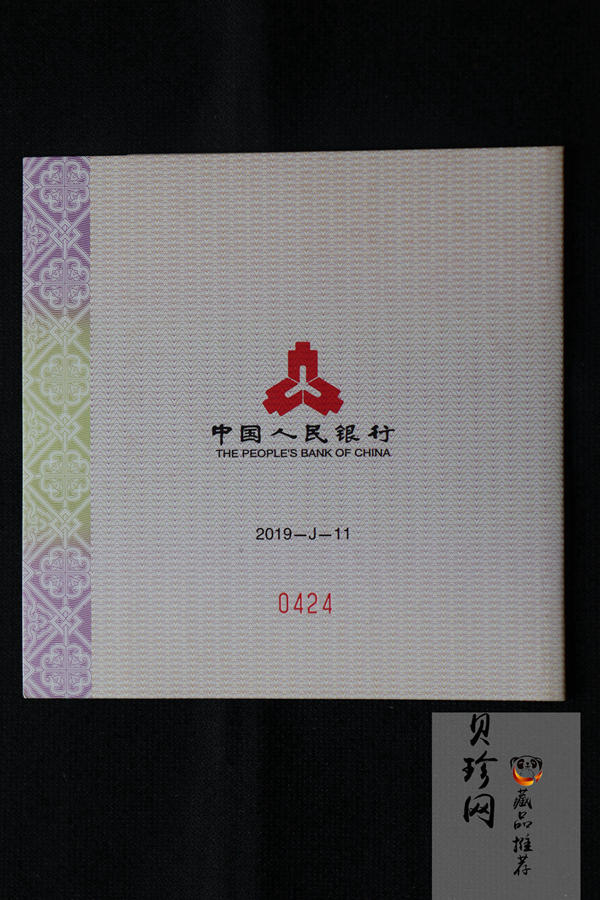 中国人民银行
THE PEOPLE'S BANK OF CHINA
2019—J—11
0424
贝珍网
藏品推荐